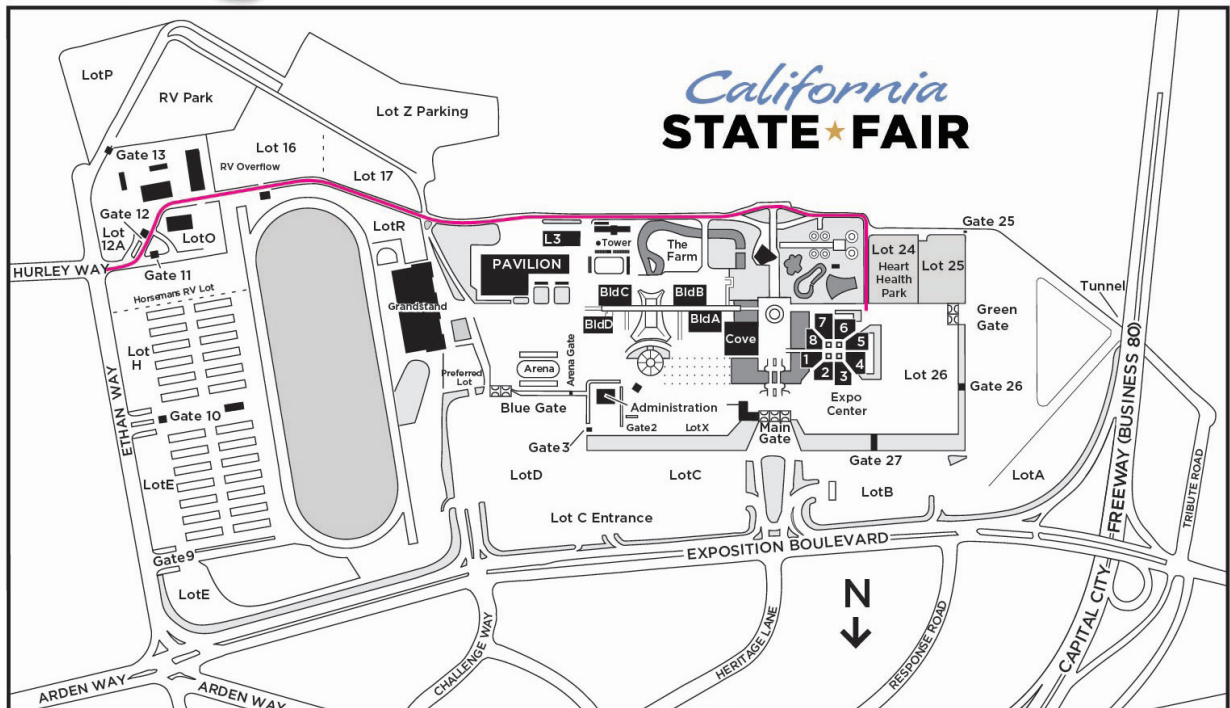 California
STATE FAIR
LotP
RV Park
Lot Z Parking
Gate 13
Lot 16
RV Overflow
Lot 17
Gate 12
Lot
12A
LotO
LotR
HURLEY WAY
Gate 11
Horsemans RV Lot
Grandstand
Lot
H
ETHAN WAY
Gate 10
LotE
Gate9
LotE
Preferred
Lot
L3
Tower
PAVILION
The
Farm
BldC
BldB
BldD
BldA
Cove
Arena
Arena Gate
Blue Gate
Administration
Gate3
Gate2
LotX
Main
Gate
7
6
8
5
1
4
2
3
Expo
Center
Lot 24
Heart
Health
Park
Lot 25
Gate 25
Green
Gate
Tunnel
Lot 26
Gate 26
Gate 27
LotD
LotC
LotB
LotA
Lot C Entrance
EXPOSITION BOULEVARD
N
CAPITAL CITY FREEWAY (BUSINESS 80)
TRIBUTE ROAD
ARDEN WAY
ARDEN WAY
CHALLENGE WAY
HERITAGE LANE
RESPONSE ROAD